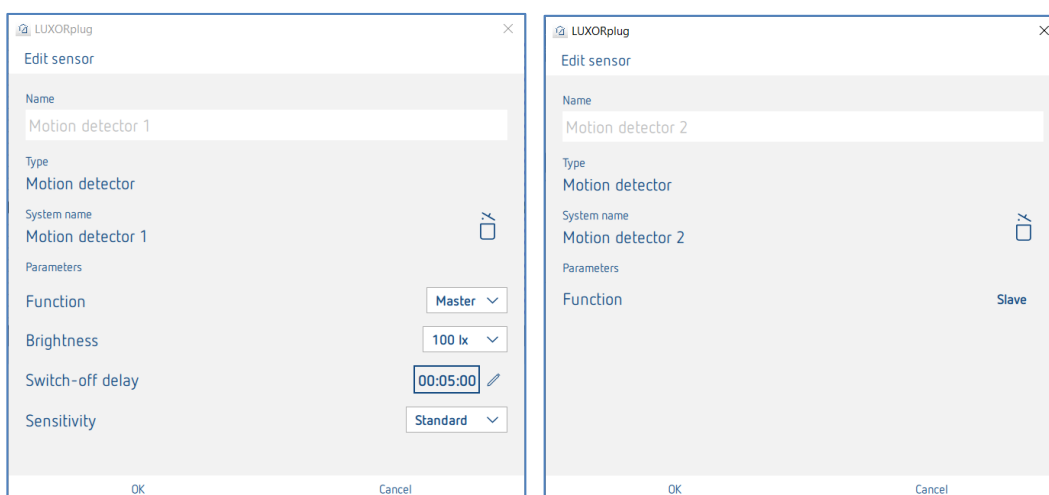 LUXORplug
Edit sensor
Name
Motion detector 1
Type
Motion detector
System name
Motion detector 1
Parameters
Function Master
Brightness 100 lx
Switch-off delay 00:05:00
Sensitivity Standard
OK Cancel
LUXORplug
Edit sensor
Name
Motion detector 2
Type
Motion detector
System name
Motion detector 2
Parameters
Function Slave
OK Cancel